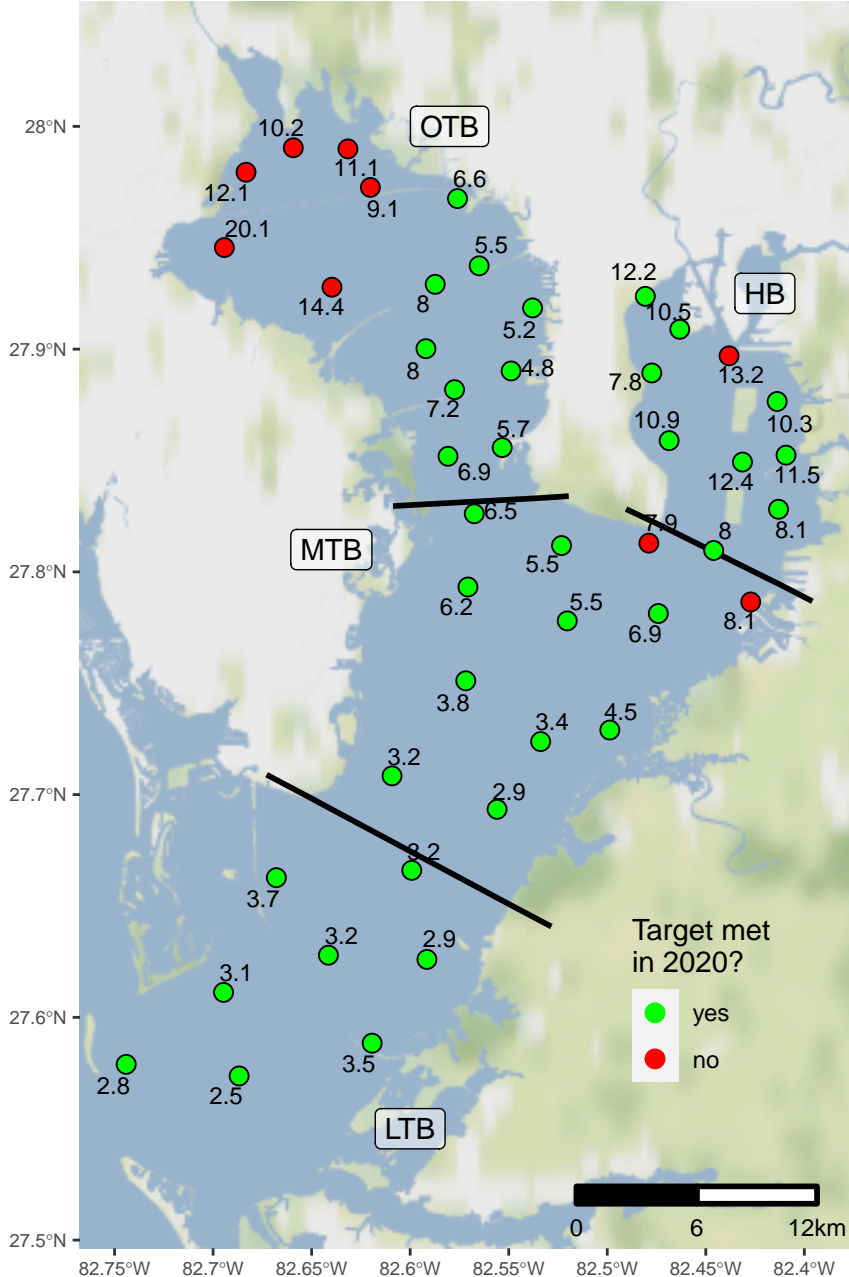 28°N
27.9°N
27.8°N
27.7°N
27.6°N
27.5°N
OTB
10.2
11.1
12.1
9.1
6.6
20.1
5.5
14.4
8
5.2
12.2
HB
10.5
8
4.8
7.8
13.2
7.2
10.3
5.7
10.9
6.9
12.4
11.5
6.5
7.9
8
8.1
MTB
5.5
6.2
5.5
6.9
8.1
3.8
3.4
4.5
3.2
2.9
3.2
3.7
3.2
2.9
3.1
3.5
2.8
2.5
LTB
Target met
in 2020?
yes
no
0 6 12km
82.75°W 82.7°W 82.65°W 82.6°W 82.55°W 82.5°W 82.45°W 82.4°W